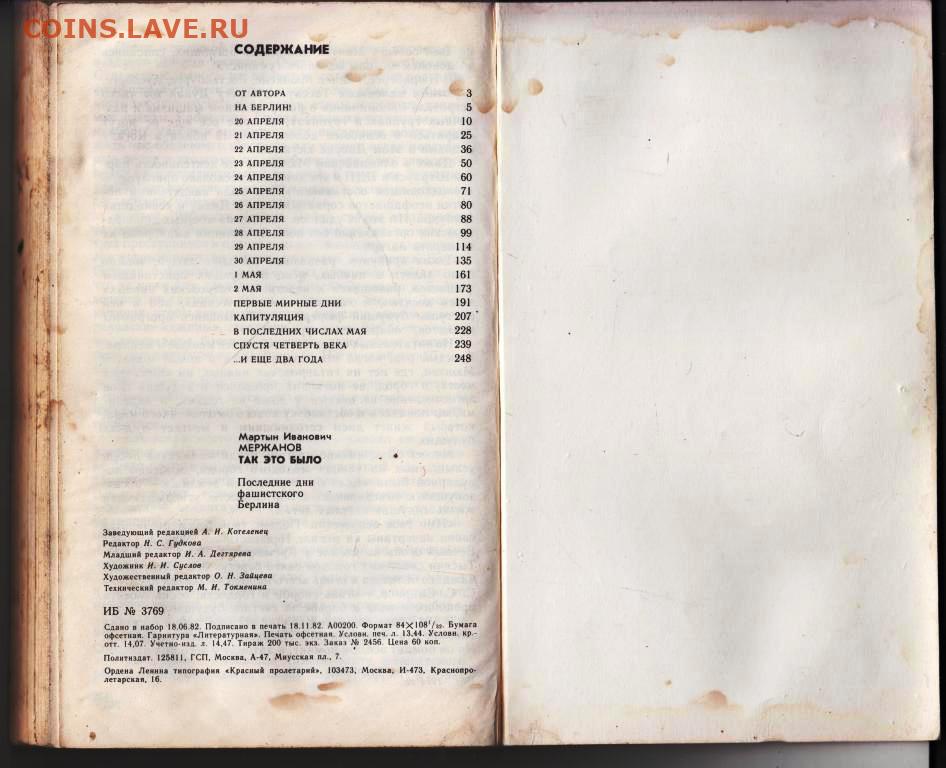 COINS.LAVE.RU
СОДЕРЖАНИЕ
ОТ АВТОРА 3
НА БЕРЛИН! 5
20 АПРЕЛЯ 10
21 АПРЕЛЯ 25
22 АПРЕЛЯ 36
23 АПРЕЛЯ 50
24 АПРЕЛЯ 60
25 АПРЕЛЯ 71
26 АПРЕЛЯ 80
27 АПРЕЛЯ 88
28 АПРЕЛЯ 99
29 АПРЕЛЯ 114
30 АПРЕЛЯ 135
1 МАЯ 161
2 МАЯ 173
ПЕРВЫЕ МИРНЫЕ ДНИ 191
КАПИТУЛЯЦИЯ 207
В ПОСЛЕДНИХ ЧИСЛАХ МАЯ 228
СПУСТЯ ЧЕТВЕРТЬ ВЕКА 239
...И ЕЩЕ ДВА ГОДА 248
Мартын Иванович
МЕРЖАНОВ
ТАК ЭТО БЫЛО
Последние дни
фашистского
Берлина
Заведующий редакцией А. И. Котеленец
Редактор Н. С. Гудкова
Младший редактор И. А. Дегтярева
Художник И. И. Суслов
Художественный редактор О. Н. Зайцева
Технический редактор М. И. Токменина
ИБ № 3769
Сдано в набор 18.06.82. Подписано в печать 18.11.82. А00200. Формат 84×108¹/₃₂. Бумага
офсетная. Гарнитура «Литературная». Печать офсетная. Условн. печ. л. 13,44. Условн. кр.-
отт. 14,07. Учетно-изд. л. 14,47. Тираж 200 тыс. экз. Заказ № 2456. Цена 60 коп.
Политиздат. 125811, ГСП, Москва, А-47, Миусская пл., 7.
Ордена Ленина типография «Красный пролетарий», 103473, Москва, И-473, Краснопро-
летарская, 16.